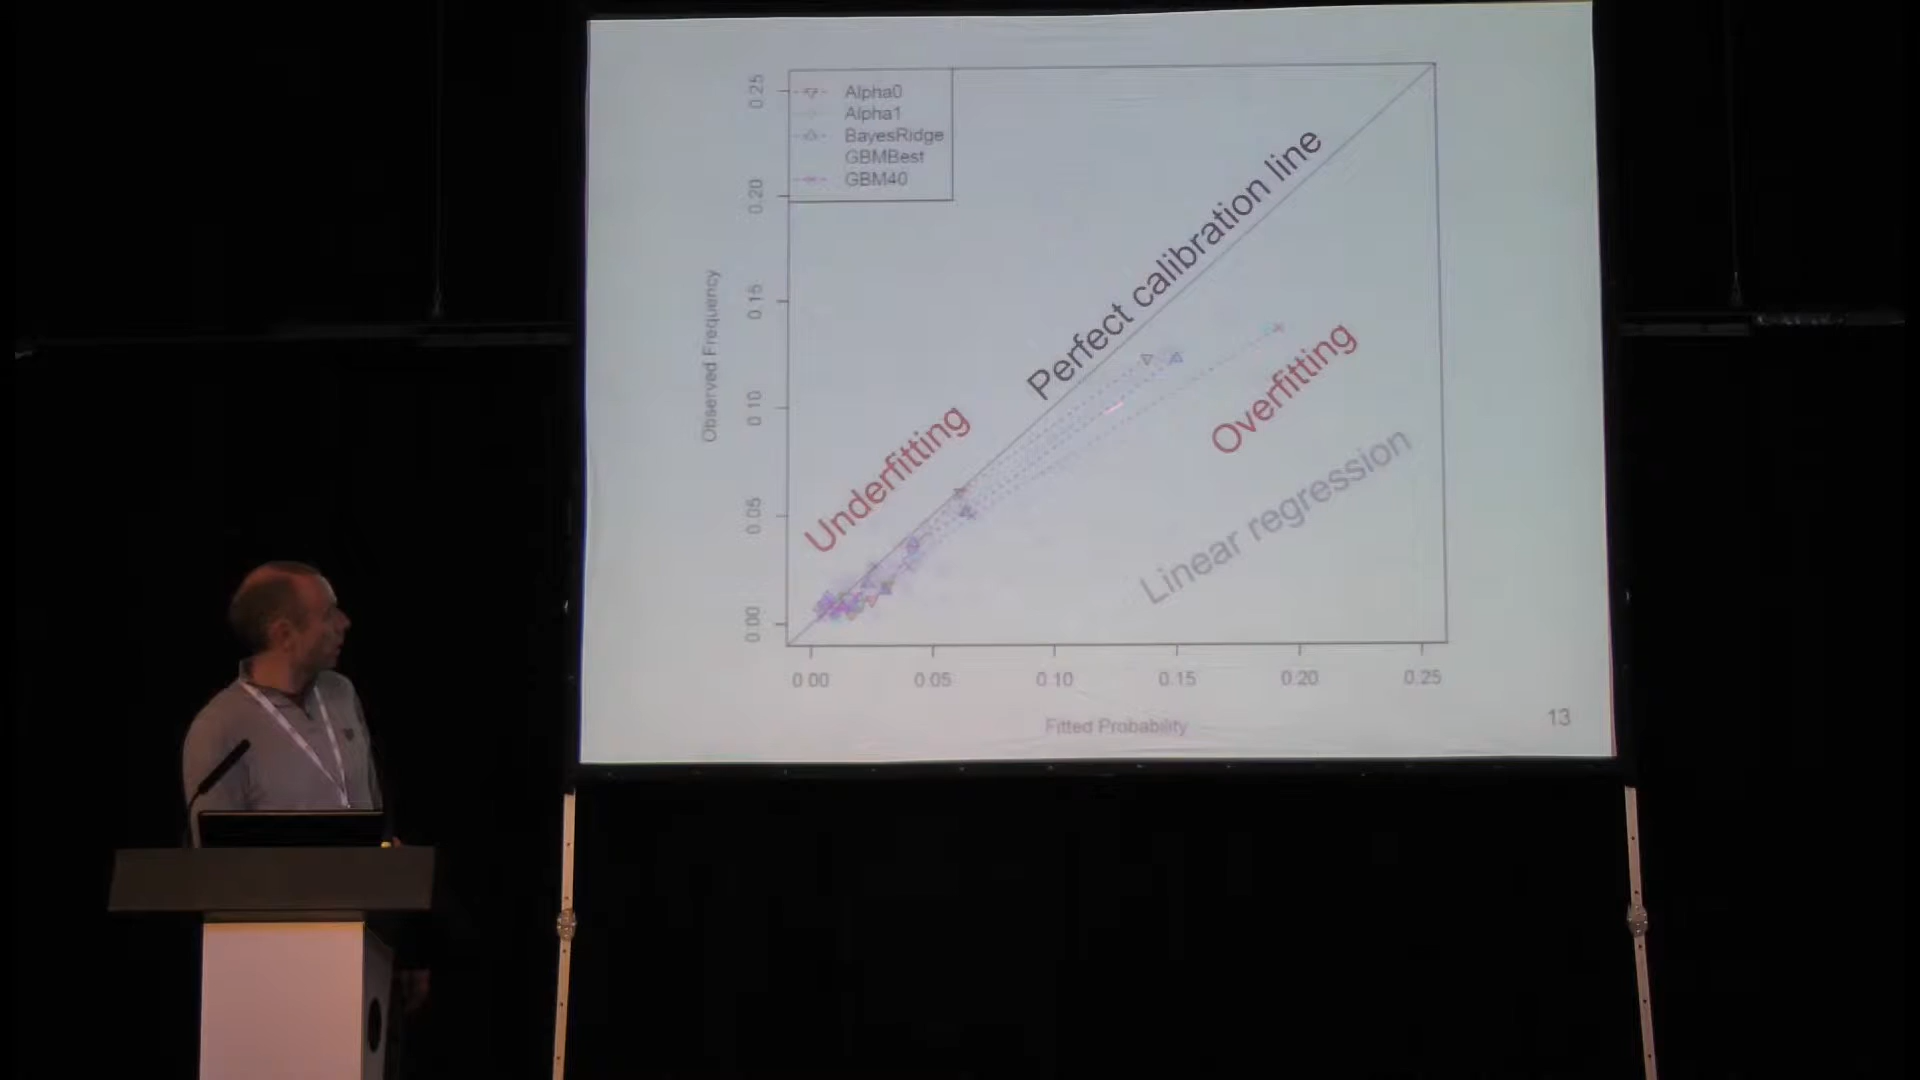 0.25
0.20
0.15
0.10
0.05
0.00
Observed Frequency
Alpha0
Alpha1
BayesRidge
GBMBest
GBM40
Perfect calibration line
Underfitting
Overfitting
Linear regression
0.00 0.05 0.10 0.15 0.20 0.25
Fitted Probability
13